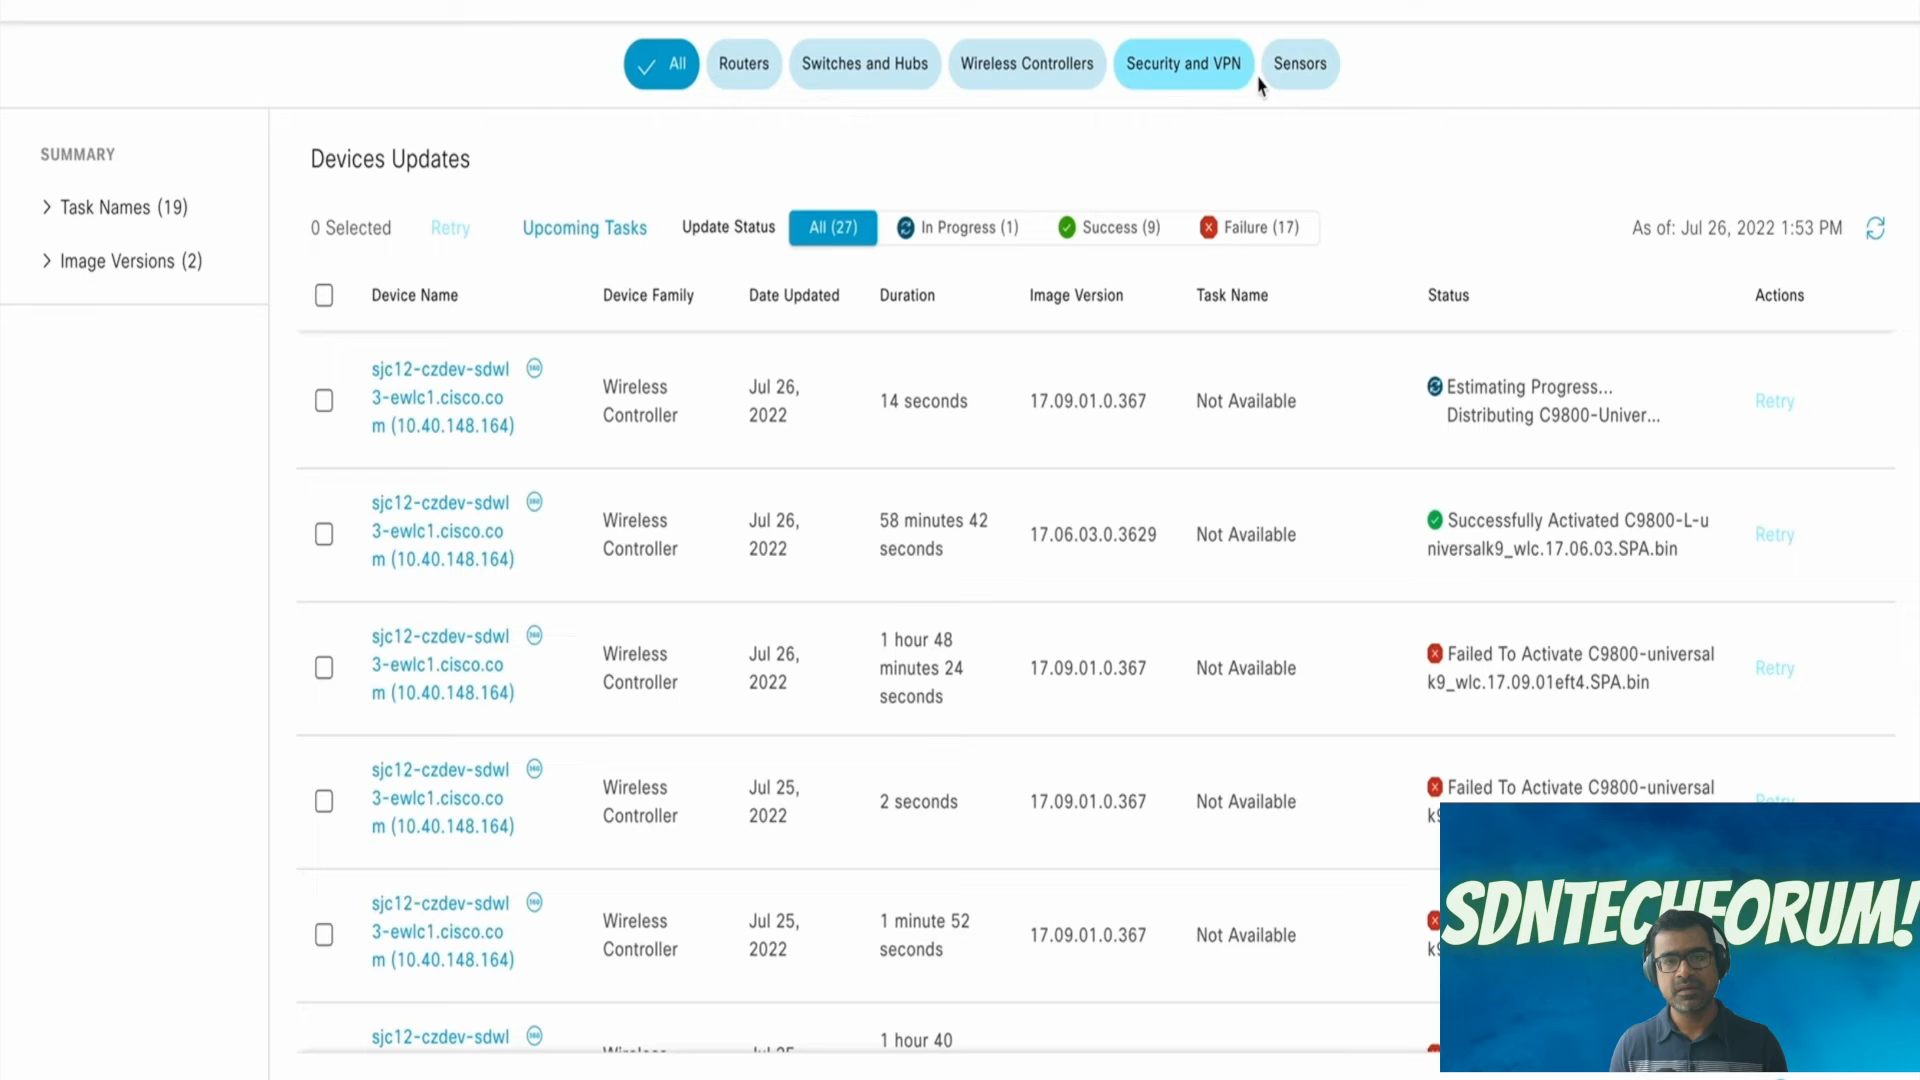 All
Routers
Switches and Hubs
Wireless Controllers
Security and VPN
Sensors
SUMMARY
Task Names (19)
Image Versions (2)
Devices Updates
0 Selected
Retry
Upcoming Tasks
Update Status
All (27)
In Progress (1)
Success (9)
Failure (17)
As of: Jul 26, 2022 1:53 PM
Device Name
Device Family
Date Updated
Duration
Image Version
Task Name
Status
Actions
sjc12-czdev-sdwl
3-ewlc1.cisco.co
m (10.40.148.164)
Wireless
Controller
Jul 26,
2022
14 seconds
17.09.01.0.367
Not Available
Estimating Progress...
Distributing C9800-Univer...
Retry
sjc12-czdev-sdwl
3-ewlc1.cisco.co
m (10.40.148.164)
Wireless
Controller
Jul 26,
2022
58 minutes 42
seconds
17.06.03.0.3629
Not Available
Successfully Activated C9800-L-u
niversalk9_wlc.17.06.03.SPA.bin
Retry
sjc12-czdev-sdwl
3-ewlc1.cisco.co
m (10.40.148.164)
Wireless
Controller
Jul 26,
2022
1 hour 48
minutes 24
seconds
17.09.01.0.367
Not Available
Failed To Activate C9800-universal
k9_wlc.17.09.01eft4.SPA.bin
Retry
sjc12-czdev-sdwl
3-ewlc1.cisco.co
m (10.40.148.164)
Wireless
Controller
Jul 25,
2022
2 seconds
17.09.01.0.367
Not Available
Failed To Activate C9800-universal
sjc12-czdev-sdwl
3-ewlc1.cisco.co
m (10.40.148.164)
Wireless
Controller
Jul 25,
2022
1 minute 52
seconds
17.09.01.0.367
Not Available
sjc12-czdev-sdwl
1 hour 40
SDNTECHFORUM!